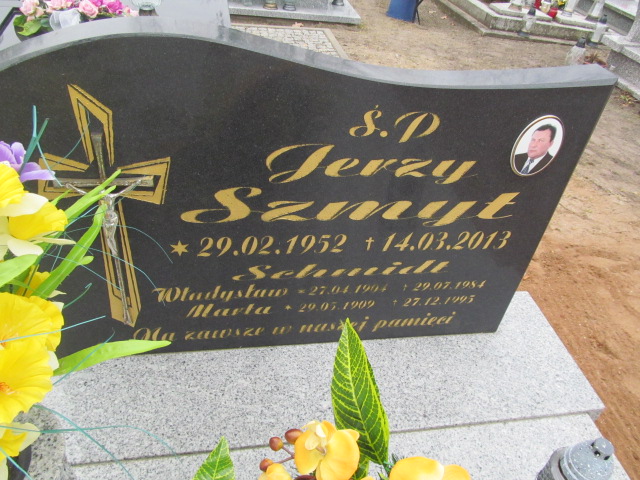 Ś.P
Jerzy
Szmyt
* 29.02.1952 † 14.03.2013
Schmidt
Władysław * 27.04.1904 † 29.07.1984
Marta * 29.05.1909 † 27.12.1995
Na zawsze w naszej pamięci